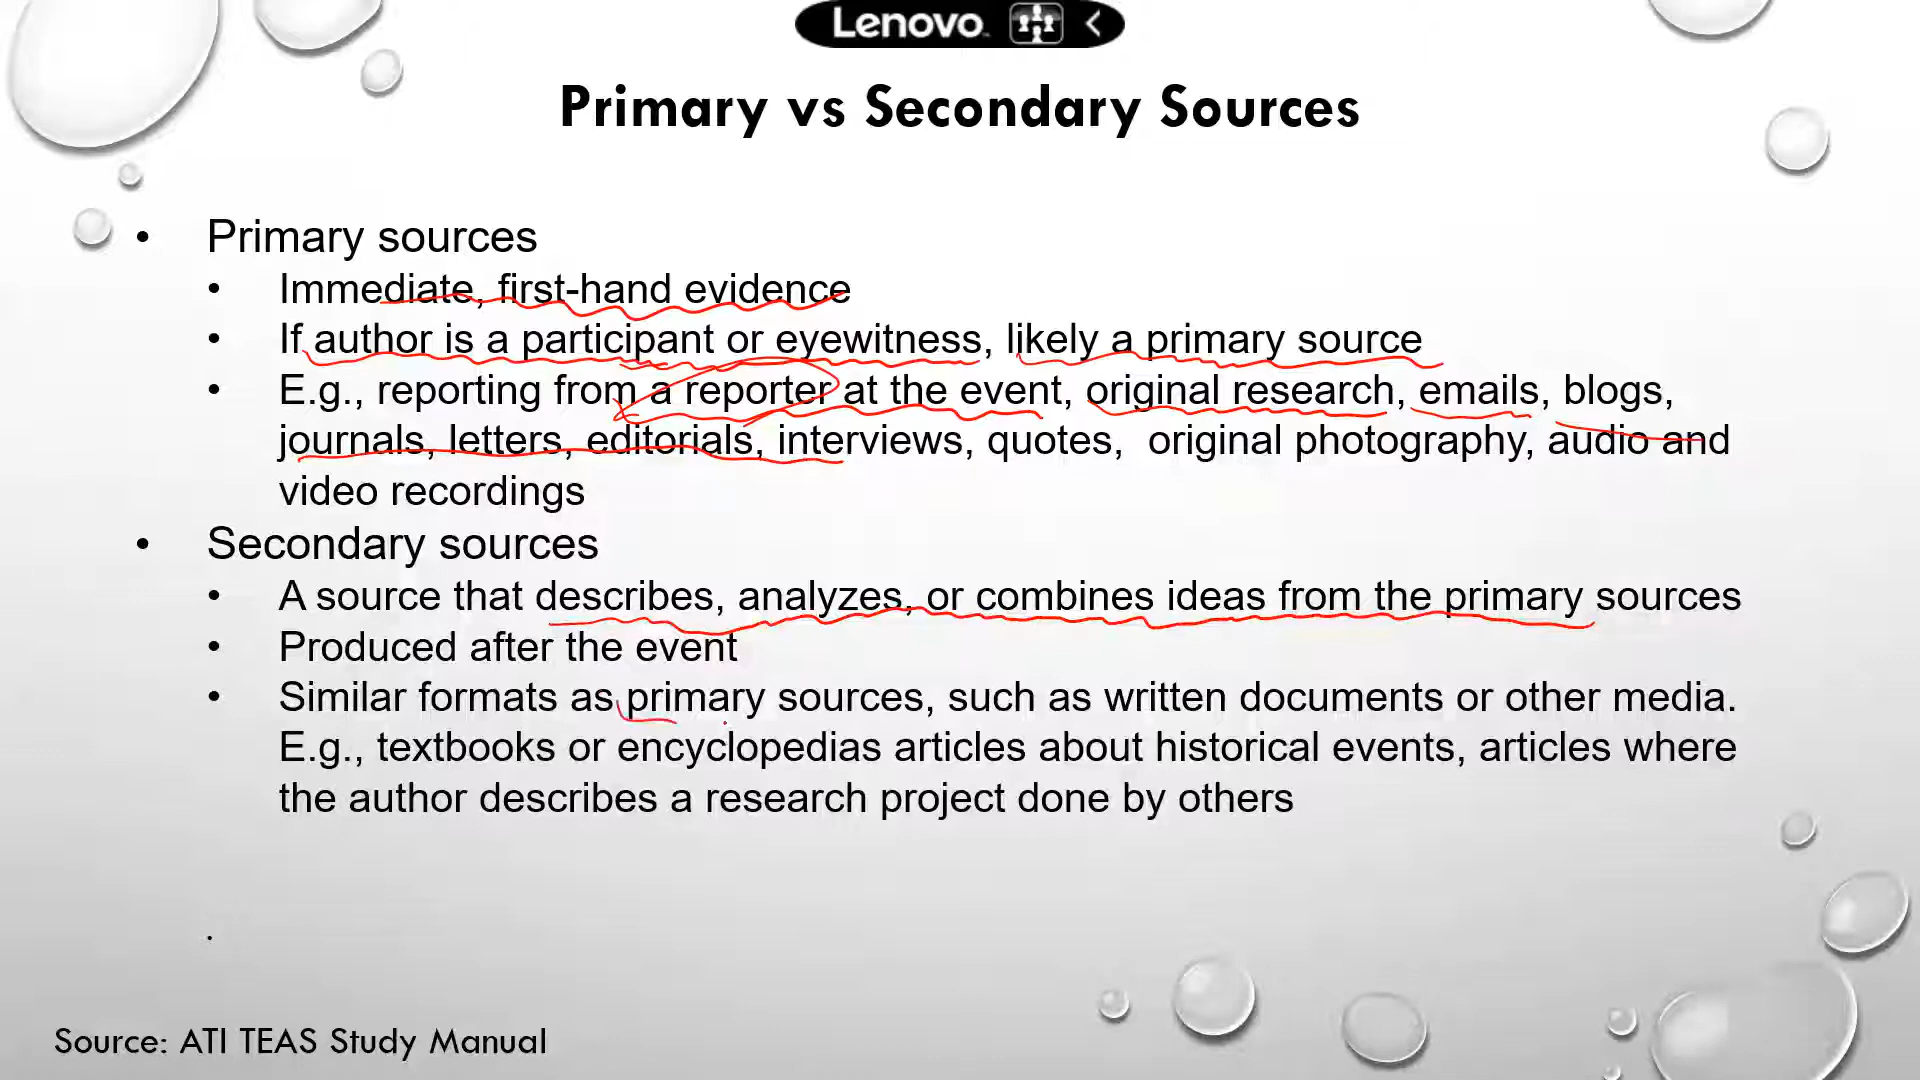 Lenovo
Primary vs Secondary Sources
• Primary sources
• Immediate, first-hand evidence
• If author is a participant or eyewitness, likely a primary source
• E.g., reporting from a reporter at the event, original research, emails, blogs,
journals, letters, editorials, interviews, quotes, original photography, audio and
video recordings
• Secondary sources
• A source that describes, analyzes, or combines ideas from the primary sources
• Produced after the event
• Similar formats as primary sources, such as written documents or other media.
E.g., textbooks or encyclopedias articles about historical events, articles where
the author describes a research project done by others
.
Source: ATI TEAS Study Manual